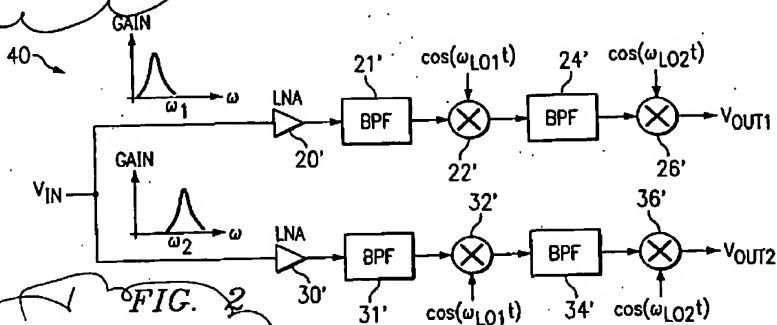 GAIN
40
ω1 ω
LNA
20'
21'
BPF
cos(ωLO1t)
22'
24'
BPF
cos(ωLO2t)
26'
VOUT1
VIN
GAIN
ω2 ω
LNA
30'
BPF
31'
32'
cos(ωLO1t)
BPF
34'
36'
cos(ωLO2t)
VOUT2
FIG. 2